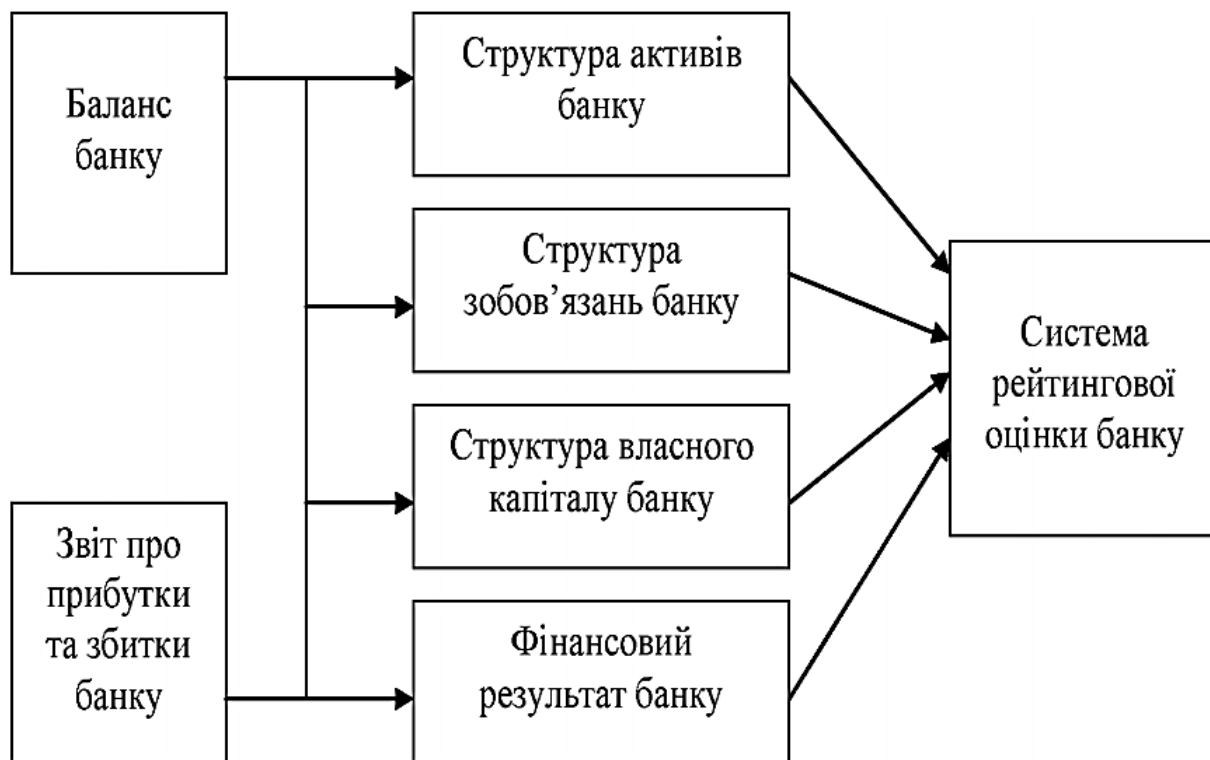 Баланс
банку
Звіт про
прибутки
та збитки
банку
Структура активів
банку
Структура
зобов’язань банку
Структура власного
капіталу банку
Фінансовий
результат банку
Система
рейтингової
оцінки банку